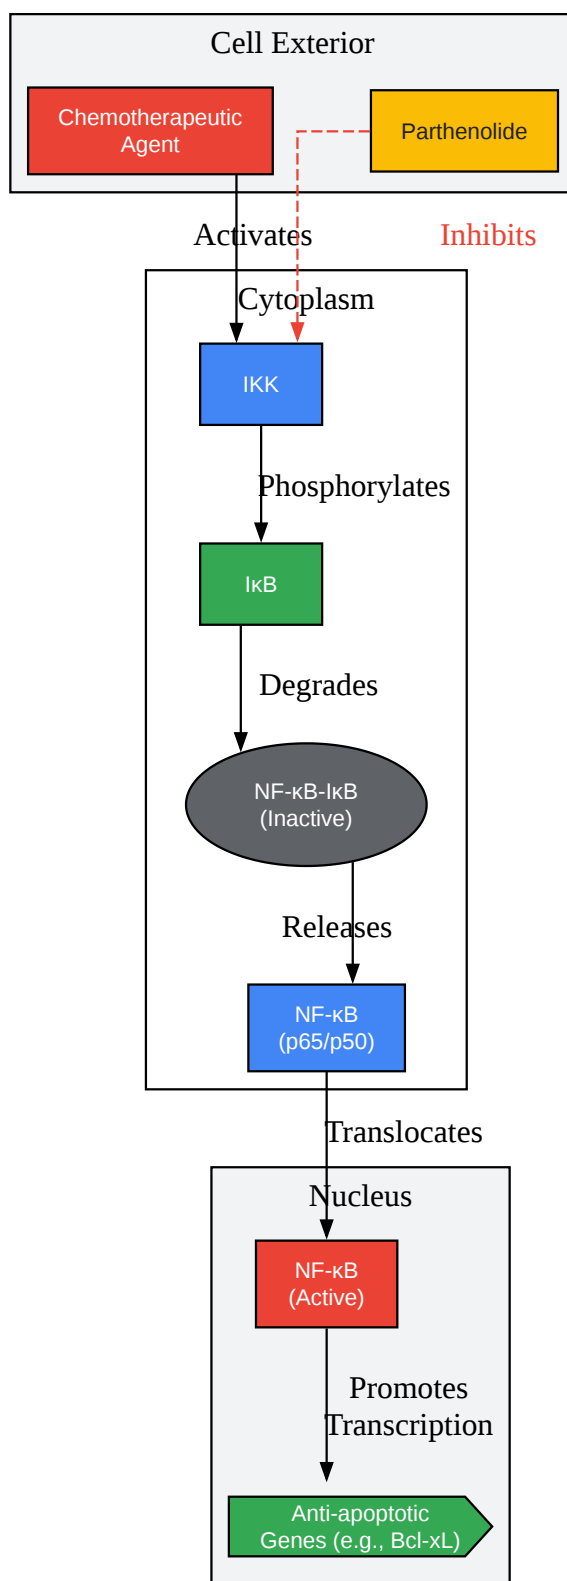 Cell Exterior
Chemotherapeutic
Agent
Parthenolide
Activates
Inhibits
Cytoplasm
IKK
Phosphorylates
IκB
Degrades
NF-κB-IκB
(Inactive)
Releases
NF-κB
(p65/p50)
Translocates
Nucleus
NF-κB
(Active)
Promotes
Transcription
Anti-apoptotic
Genes (e.g., Bcl-xL)